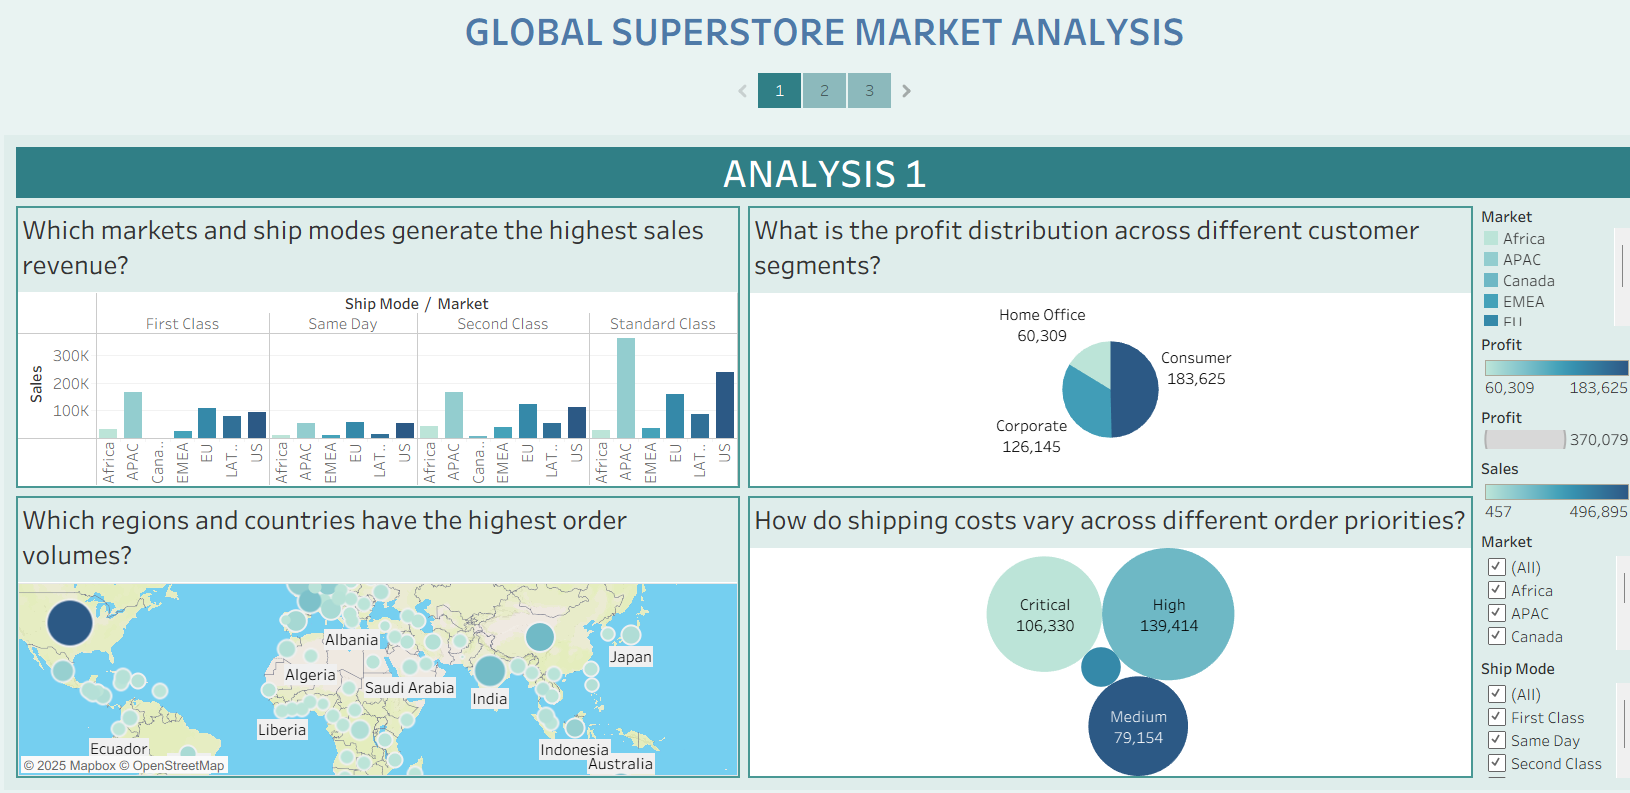 GLOBAL SUPERSTORE MARKET ANALYSIS
1 2 3
ANALYSIS 1
Which markets and ship modes generate the highest sales
revenue?
Ship Mode / Market
First Class Same Day Second Class Standard Class
Sales
300K
200K
100K
Africa APAC Cana.. EMEA EU LAT.. US Africa APAC EMEA EU LAT.. US Africa APAC Cana.. EMEA EU LAT.. US Africa APAC EMEA EU LAT.. US
What is the profit distribution across different customer
segments?
Home Office
60,309
Consumer
183,625
Corporate
126,145
Which regions and countries have the highest order
volumes?
Albania
Japan
Algeria
Saudi Arabia
India
Liberia
Ecuador
Indonesia
Australia
© 2025 Mapbox © OpenStreetMap
How do shipping costs vary across different order priorities?
Critical
106,330
High
139,414
Medium
79,154
Market
Africa
APAC
Canada
EMEA
EU
Profit
60,309 183,625
Profit
370,079
Sales
457 496,895
Market
(All)
Africa
APAC
Canada
Ship Mode
(All)
First Class
Same Day
Second Class